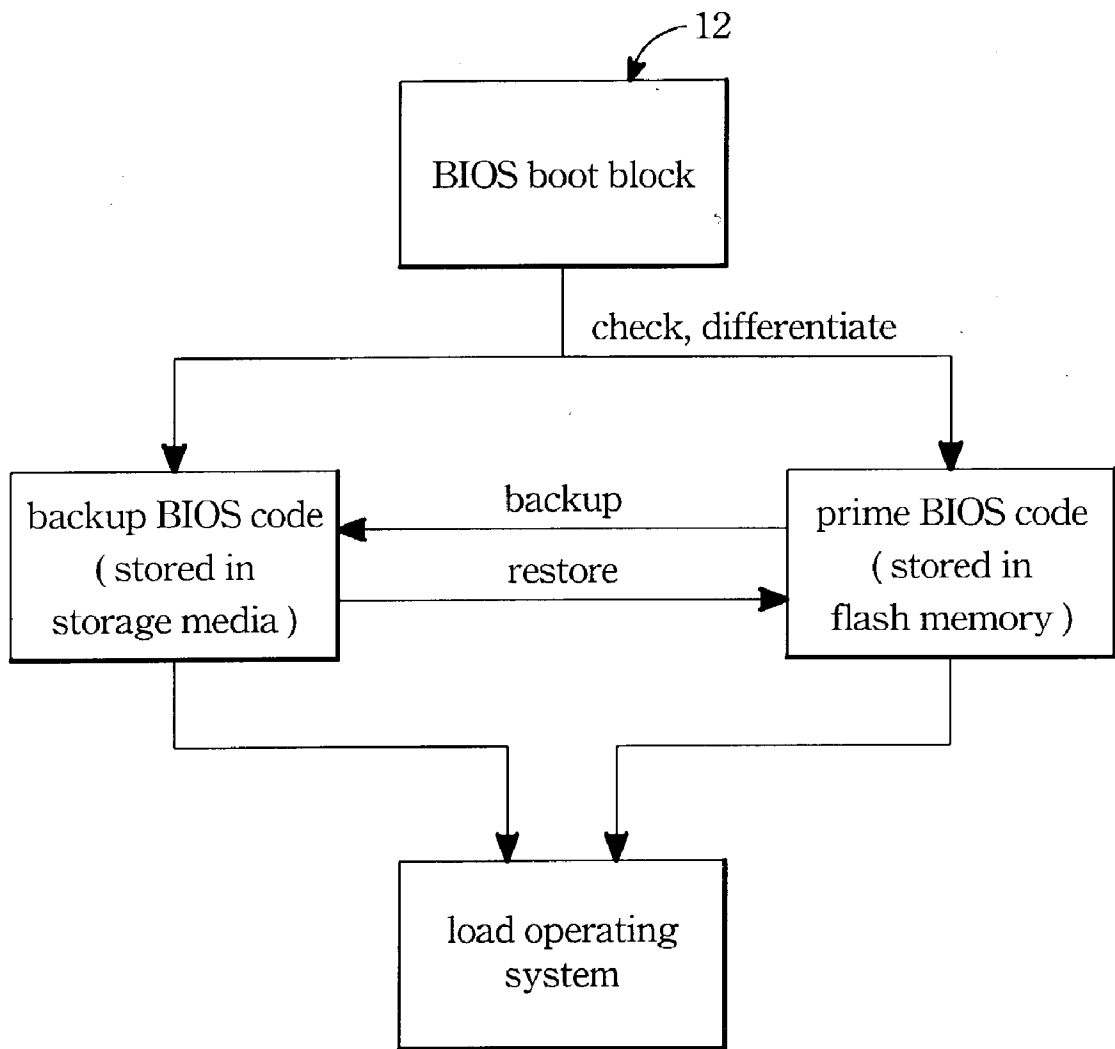 12
BIOS boot block
check, differentiate
backup BIOS code
( stored in
storage media )
backup
restore
prime BIOS code
( stored in
flash memory )
load operating
system